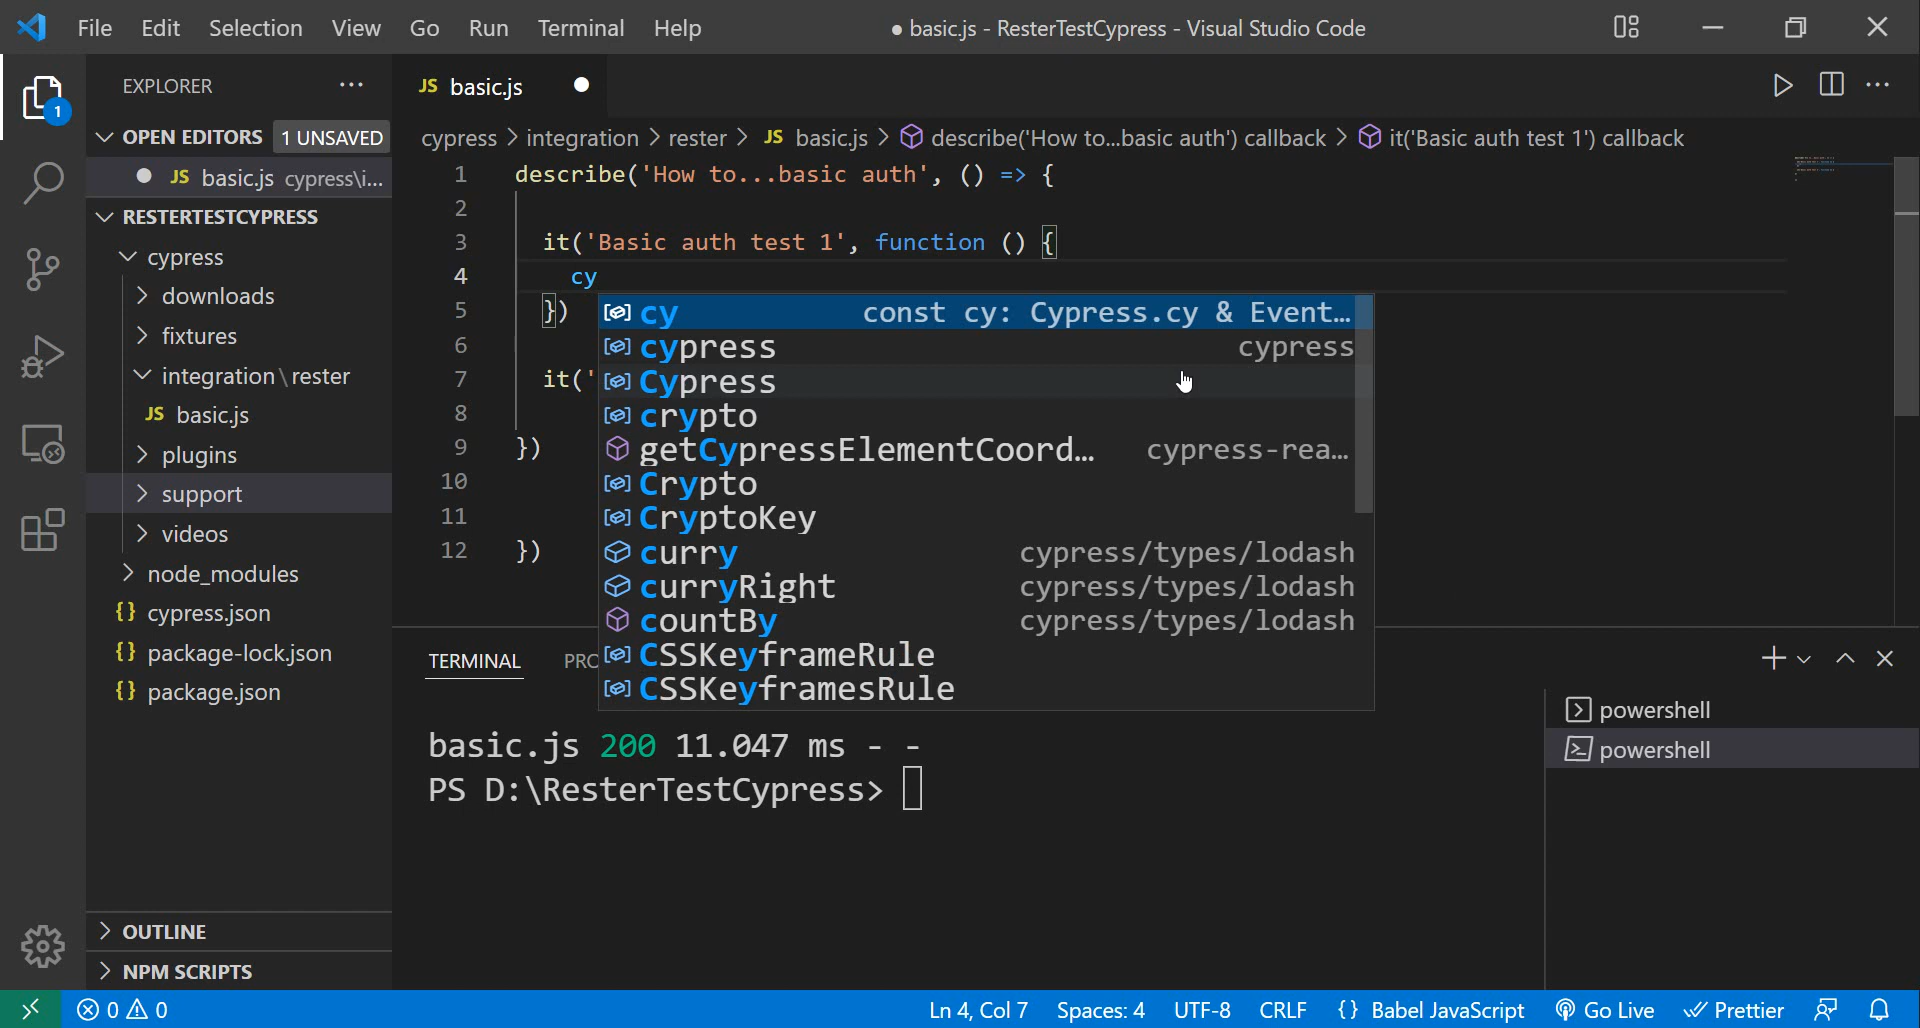 File Edit Selection View Go Run Terminal Help
● basic.js - ResterTestCypress - Visual Studio Code
1
EXPLORER
OPEN EDITORS 1 UNSAVED
JS basic.js cypress\i...
RESTERTESTCYPRESS
cypress
downloads
fixtures
integration\rester
JS basic.js
plugins
support
videos
node_modules
{} cypress.json
{} package-lock.json
{} package.json
OUTLINE
NPM SCRIPTS
JS basic.js
cypress > integration > rester > JS basic.js > describe('How to...basic auth') callback > it('Basic auth test 1') callback
1 describe('How to...basic auth', () => {
2
3 it('Basic auth test 1', function () {
4 cy
5 })
6
7 it('
8
9 })
10
11
12 })
cy const cy: Cypress.cy & Event...
cypress cypress
Cypress
crypto
getCypressElementCoord... cypress-rea...
Crypto
CryptoKey
curry cypress/types/lodash
curryRight cypress/types/lodash
countBy cypress/types/lodash
CSSKeyframeRule
CSSKeyframesRule
TERMINAL PRO
basic.js 200 11.047 ms - -
PS D:\ResterTestCypress>
powershell
powershell
0 0 Ln 4, Col 7 Spaces: 4 UTF-8 CRLF {} Babel JavaScript Go Live Prettier